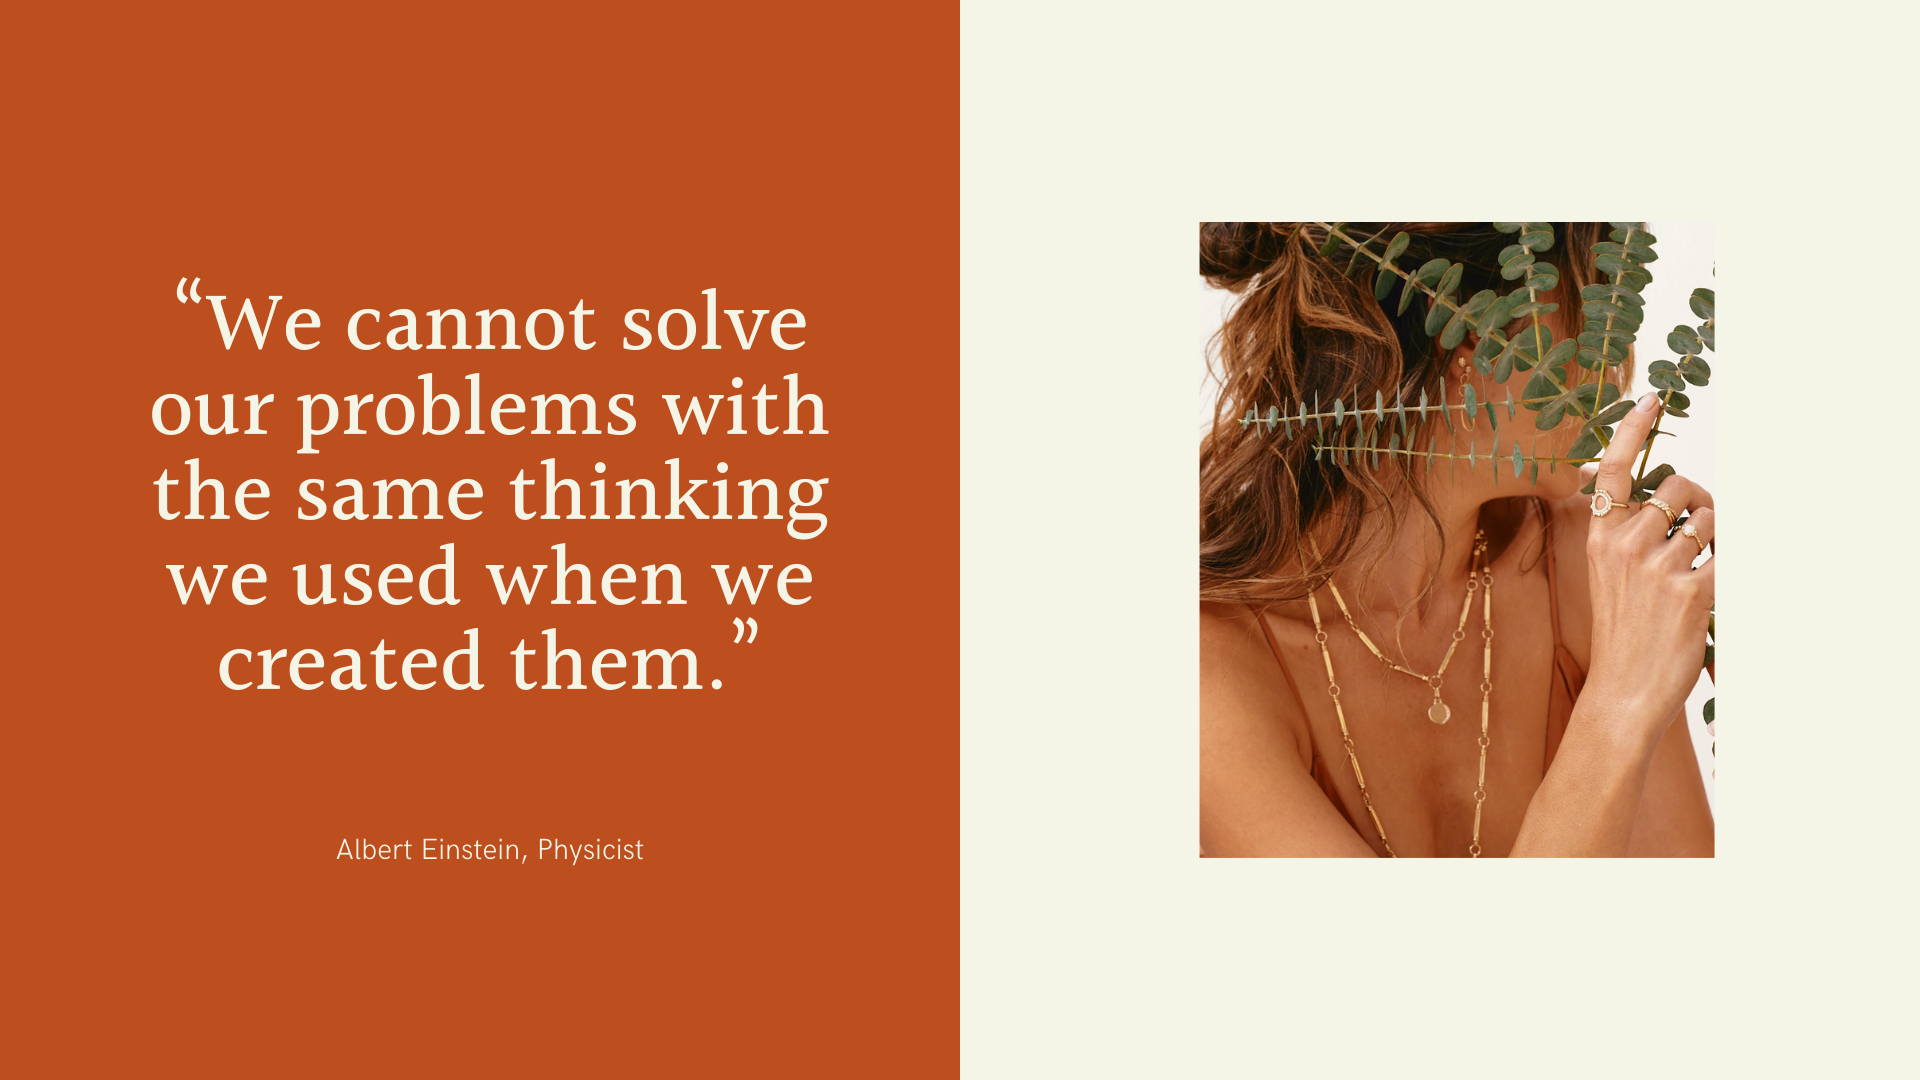 “We cannot solve
our problems with
the same thinking
we used when we
created them.”
Albert Einstein, Physicist